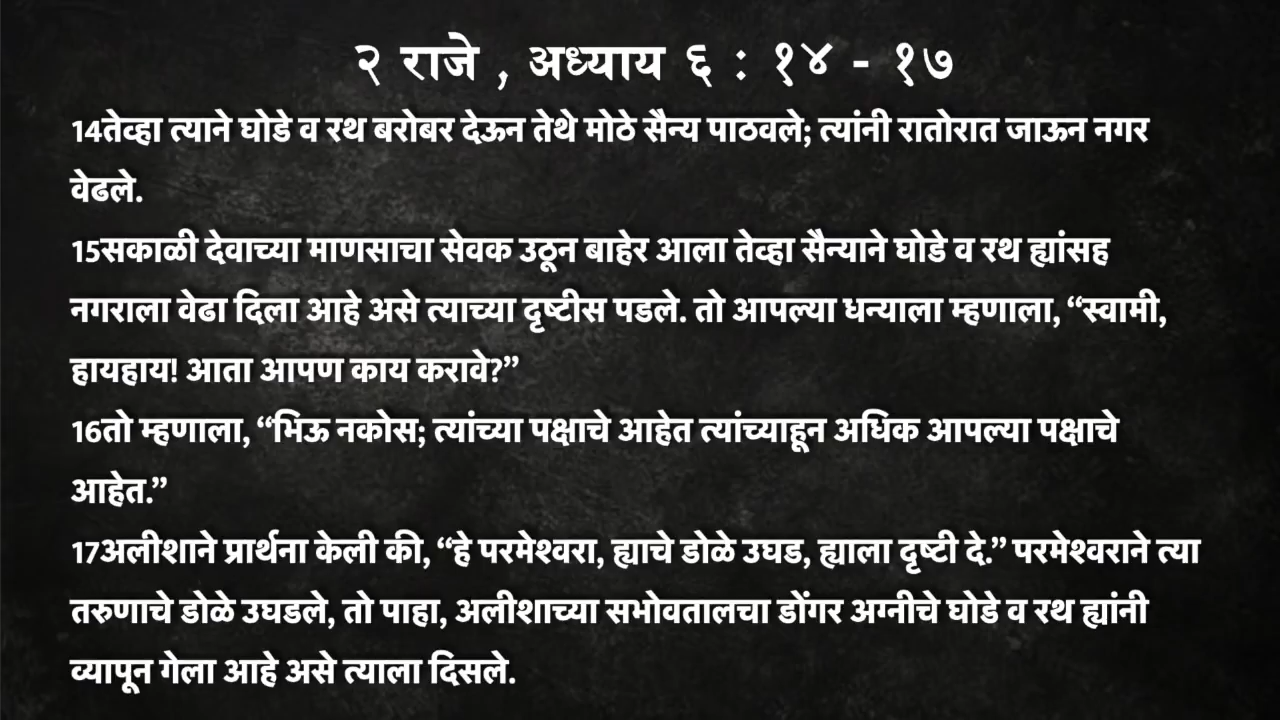 २ राजे , अध्याय ६ : १४ - १७
14तेव्हा त्याने घोडे व रथ बरोबर देऊन तेथे मोठे सैन्य पाठवले; त्यांनी रातोरात जाऊन नगर
वेढले.
15सकाळी देवाच्या माणसाचा सेवक उठून बाहेर आला तेव्हा सैन्याने घोडे व रथ ह्यांसह
नगराला वेढा दिला आहे असे त्याच्या दृष्टीस पडले. तो आपल्या धन्याला म्हणाला, “स्वामी,
हायहाय! आता आपण काय करावे?”
16तो म्हणाला, “भिऊ नकोस; त्यांच्या पक्षाचे आहेत त्यांच्याहून अधिक आपल्या पक्षाचे
आहेत.”
17अलीशाने प्रार्थना केली की, “हे परमेश्वरा, ह्याचे डोळे उघड, ह्याला दृष्टी दे.” परमेश्वराने त्या
तरुणाचे डोळे उघडले, तो पाहा, अलीशाच्या सभोवतालचा डोंगर अग्नीचे घोडे व रथ ह्यांनी
व्यापून गेला आहे असे त्याला दिसले.